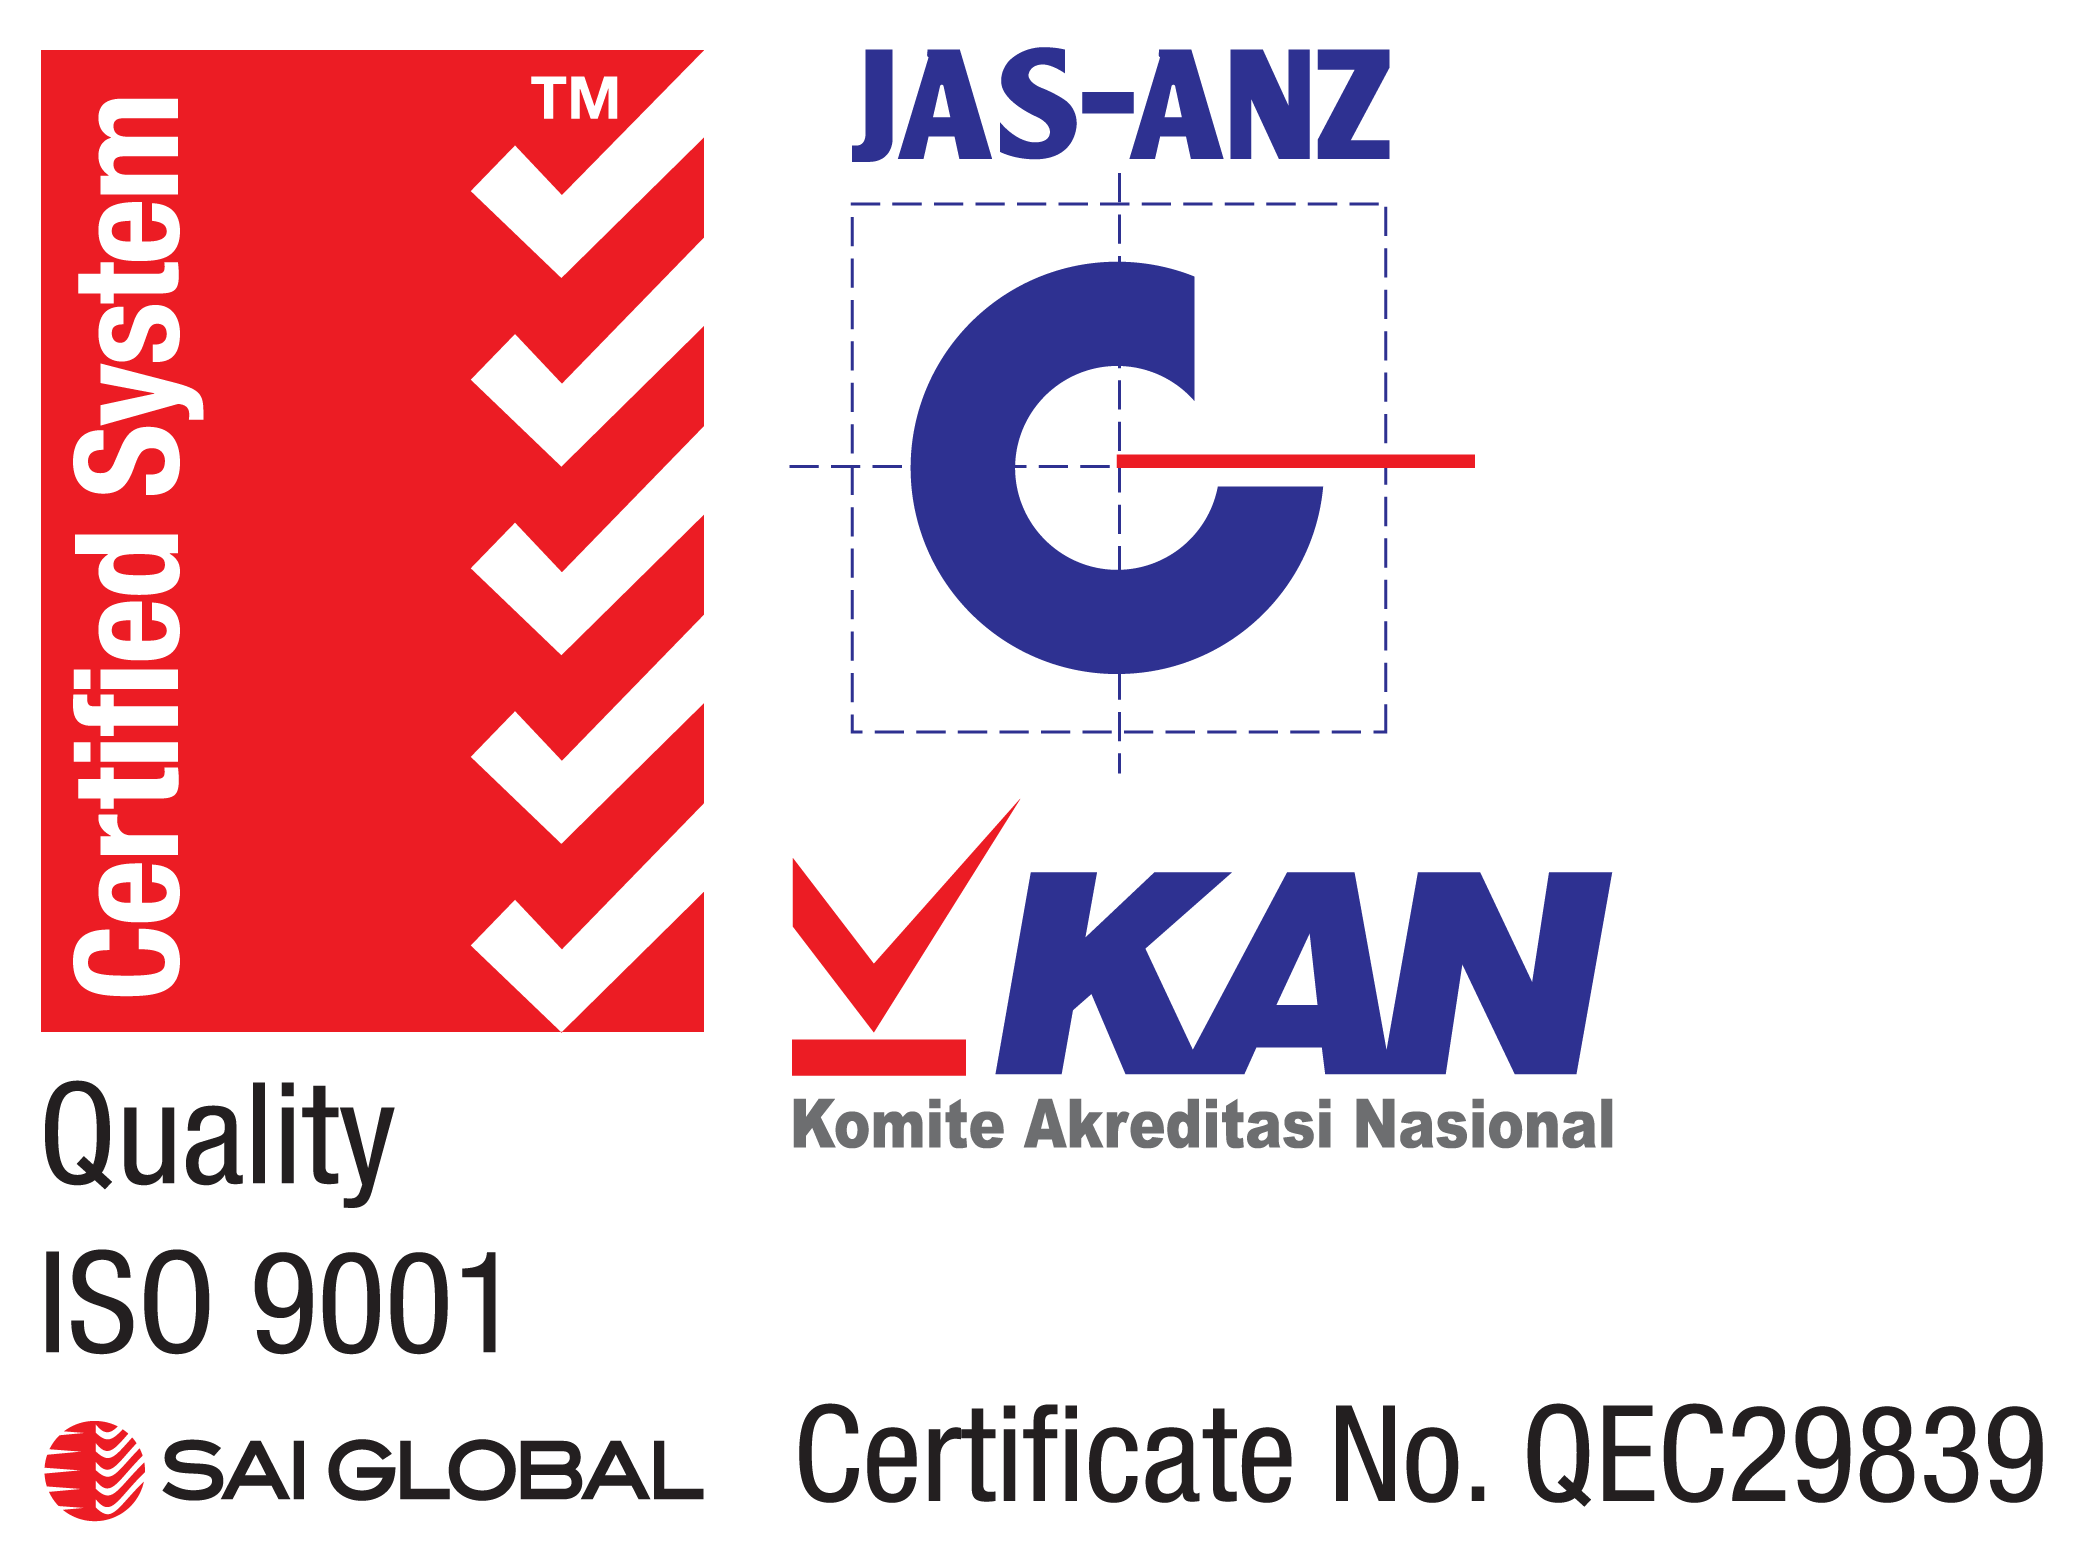 Certified System
TM
Quality
ISO 9001
SAI GLOBAL
JAS-ANZ
KAN
Komite Akreditasi Nasional
Certificate No. QEC29839